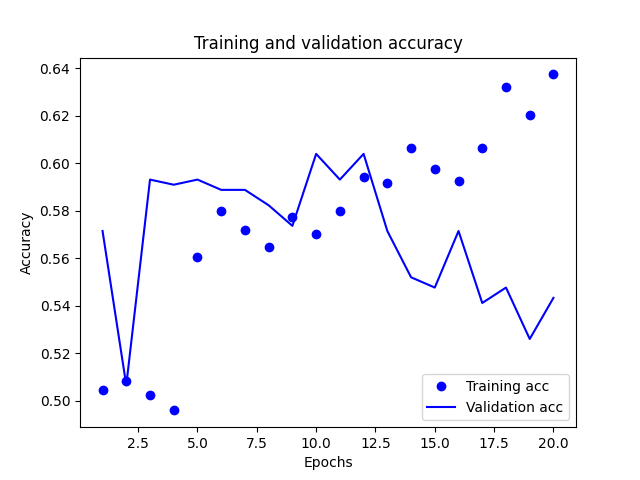 Training and validation accuracy
0.64
0.62
0.60
0.58
0.56
0.54
0.52
0.50
Accuracy
Training acc
Validation acc
2.5 5.0 7.5 10.0 12.5 15.0 17.5 20.0
Epochs